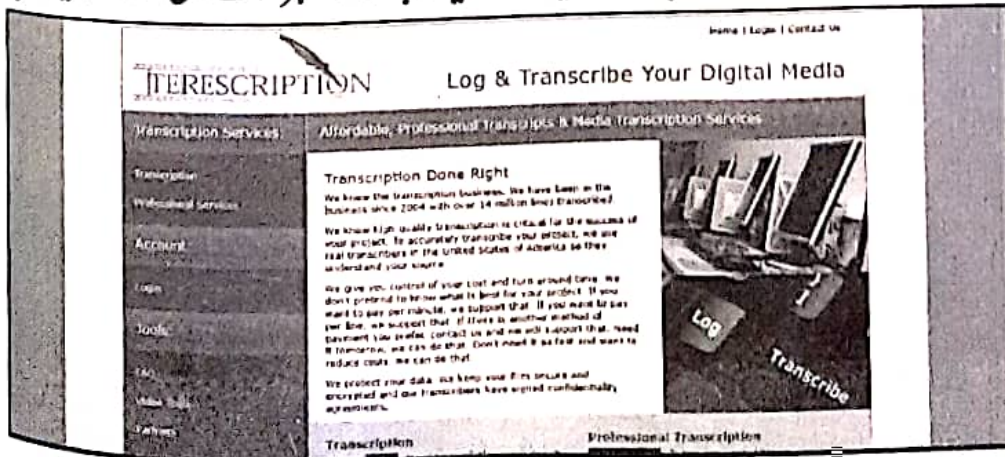 Home | Login | Contact Us
ITERESCRIPTION
Log & Transcribe Your Digital Media
Transcription Services
Transcription
Professional Services
Account
Login
Tools
FAQ
Partners
Affordable, Professional Transcripts & Media Transcription Services
Transcription Done Right
We know the transcription business. We have been in the
business since 2004 with over 14 million lines transcribed.
We know high quality transcription is critical for the success of
your project. To accurately transcribe your project, we use
real transcribers in the United States of America so they
understand your source.
We give you control of your cost and turn around time. We
don't pretend to know what is best for your project. If you
want to pay per minute, we support that. If you want to pay
per line, we support that. If there is another method of
payment you prefer, contact us and we will support that. Need
it tomorrow, we can do that. Don't need it as fast and want to
reduce costs, we can do that.
We protect your data. We keep your files secure and
encrypted and our transcribers have signed confidentiality
agreements.
Log
Transcribe
Transcription
Professional Transcription